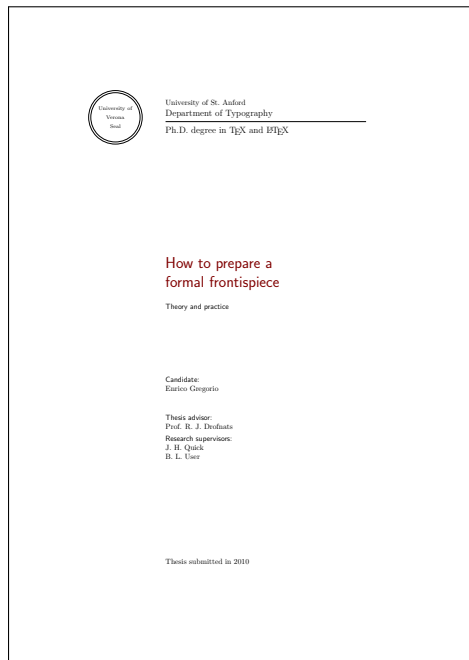 University of
Verona
Seal
University of St. Anford
Department of Typography
Ph.D. degree in TEX and LATEX
How to prepare a
formal frontispiece
Theory and practice
Candidate:
Enrico Gregorio
Thesis advisor:
Prof. R. J. Drofnats
Research supervisors:
J. H. Quick
B. L. User
Thesis submitted in 2010